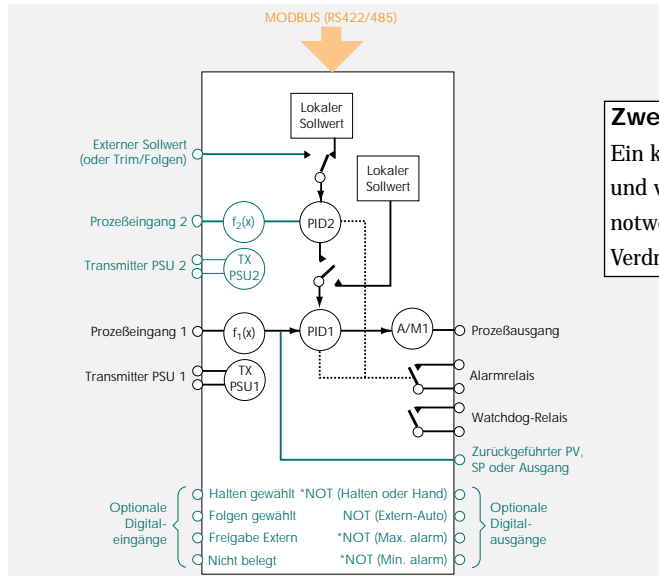 MODBUS (RS422/485)
Lokaler
Sollwert
Externer Sollwert
(oder Trim/Folgen)
Lokaler
Sollwert
Prozeßeingang 2
f2(x)
PID2
Transmitter PSU 2
TX
PSU2
Prozeßeingang 1
f1(x)
PID1
A/M1
Prozeßausgang
Transmitter PSU 1
TX
PSU1
Alarmrelais
Watchdog-Relais
Zurückgeführter PV,
SP oder Ausgang
Optionale
Digital-
eingänge
Halten gewählt
Folgen gewählt
Freigabe Extern
Nicht belegt
*NOT (Halten oder Hand)
NOT (Extern-Auto)
*NOT (Max. alarm)
*NOT (Min. alarm)
Optionale
Digital-
ausgänge
Zwe
Ein k
und v
notwe
Verdr